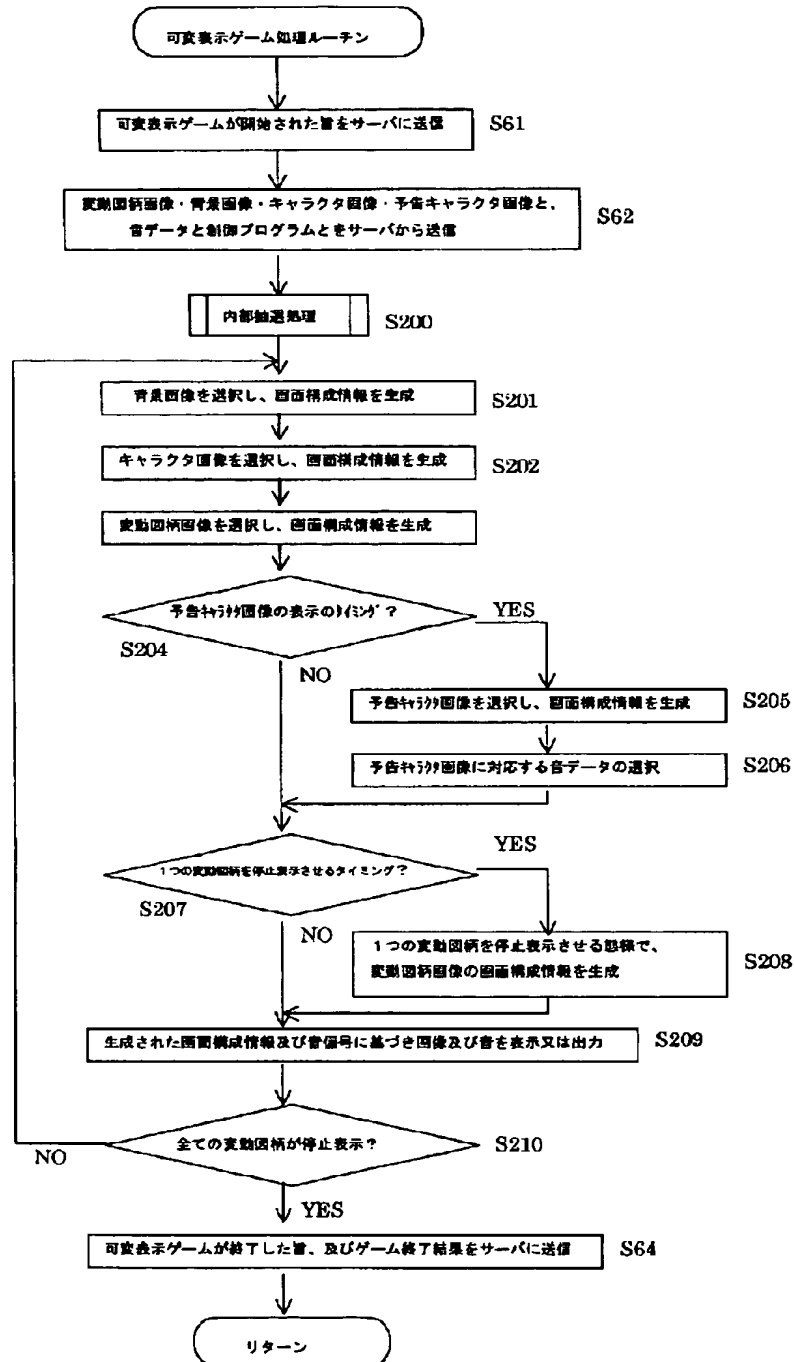 可変表示ゲーム処理ルーチン
可変表示ゲームが開始された旨をサーバに送信
S61
変動図柄画像・背景画像・キャラクタ画像・予告キャラクタ画像と、
音データと制御プログラムとをサーバから送信
S62
内部抽選処理
S200
背景画像を選択し、画面構成情報を生成
S201
キャラクタ画像を選択し、画面構成情報を生成
S202
変動図柄画像を選択し、画面構成情報を生成
予告キャラクタ画像の表示のタイミング?
YES
S204
NO
予告キャラクタ画像を選択し、画面構成情報を生成
S205
予告キャラクタ画像に対応する音データの選択
S206
1つの変動図柄を停止表示させるタイミング?
YES
S207
NO
1つの変動図柄を停止表示させる態様で、
変動図柄画像の画面構成情報を生成
S208
生成された画面構成情報及び音信号に基づき画像及び音を表示又は出力
S209
全ての変動図柄が停止表示?
S210
NO
YES
可変表示ゲームが終了した旨、及びゲーム終了結果をサーバに送信
S64
リターン